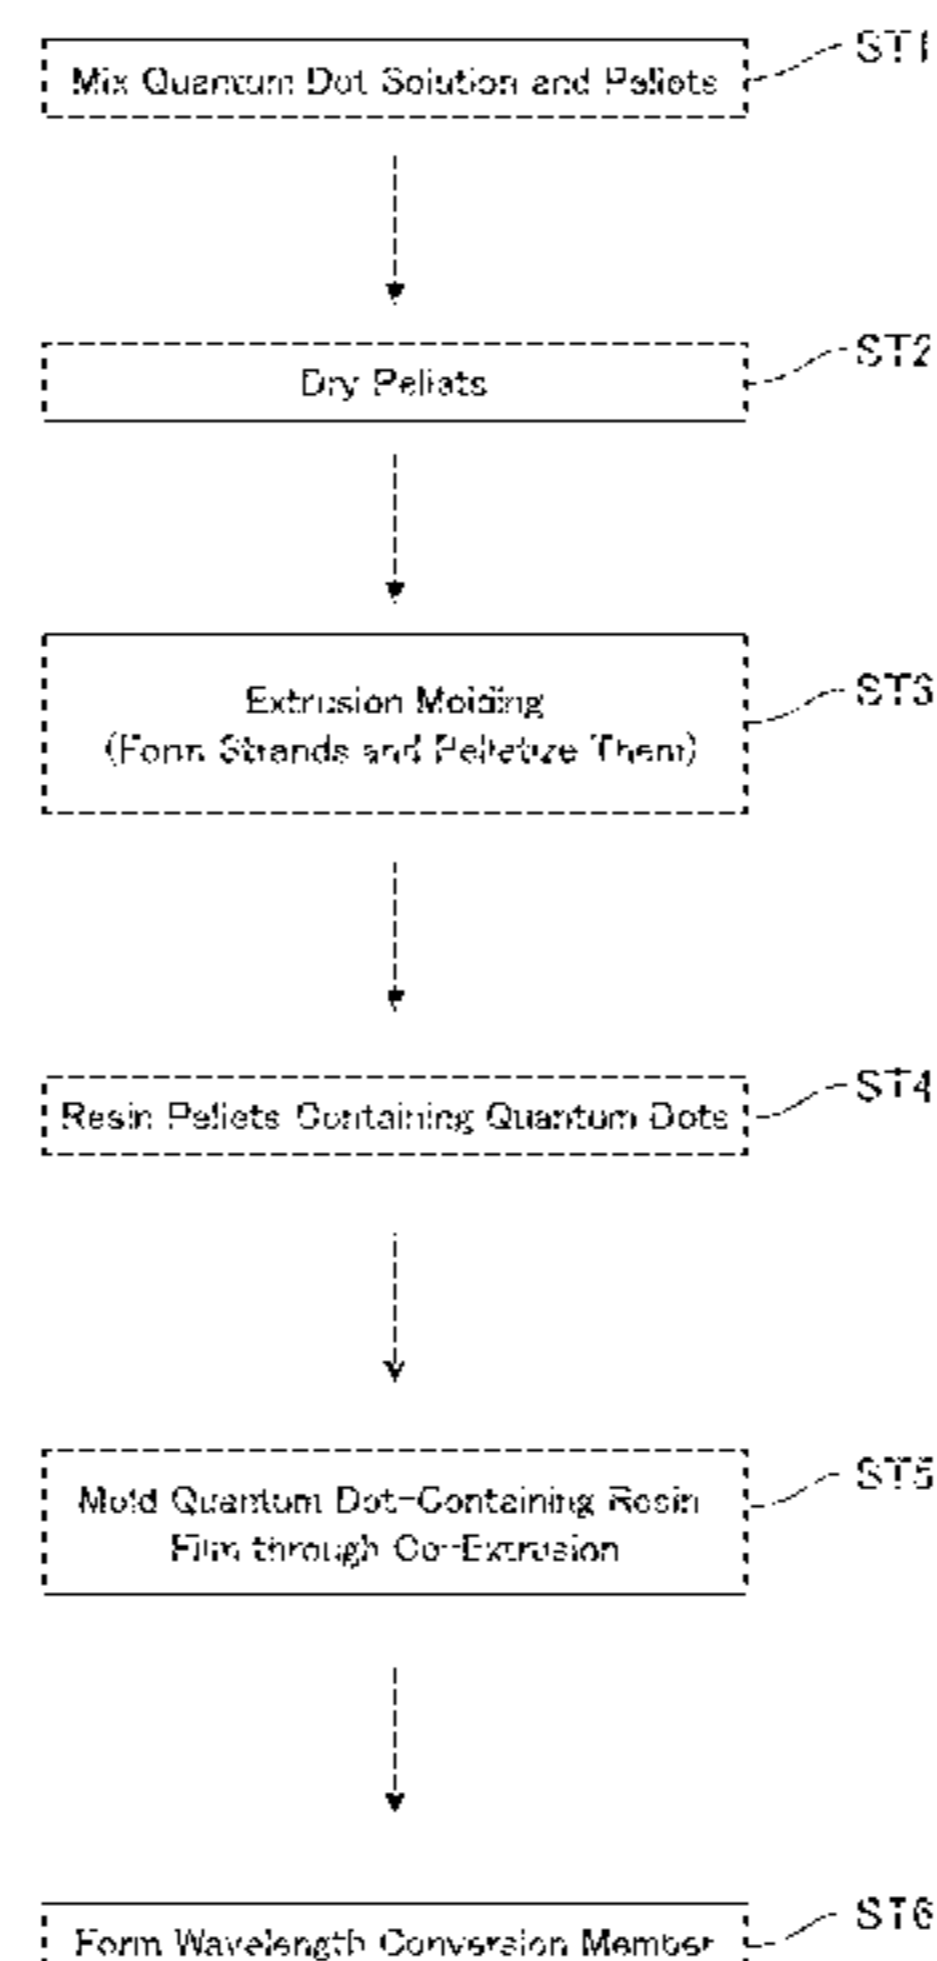 Mix Quantum Dot Solution and Pellets
ST1
Dry Pellets
ST2
Extrusion Molding
(Form Strands and Pelletize Them)
ST3
Resin Pellets Containing Quantum Dots
ST4
Mold Quantum Dot-Containing Resin
Film through Co-Extrusion
ST5
Form Wavelength Conversion Member
ST6